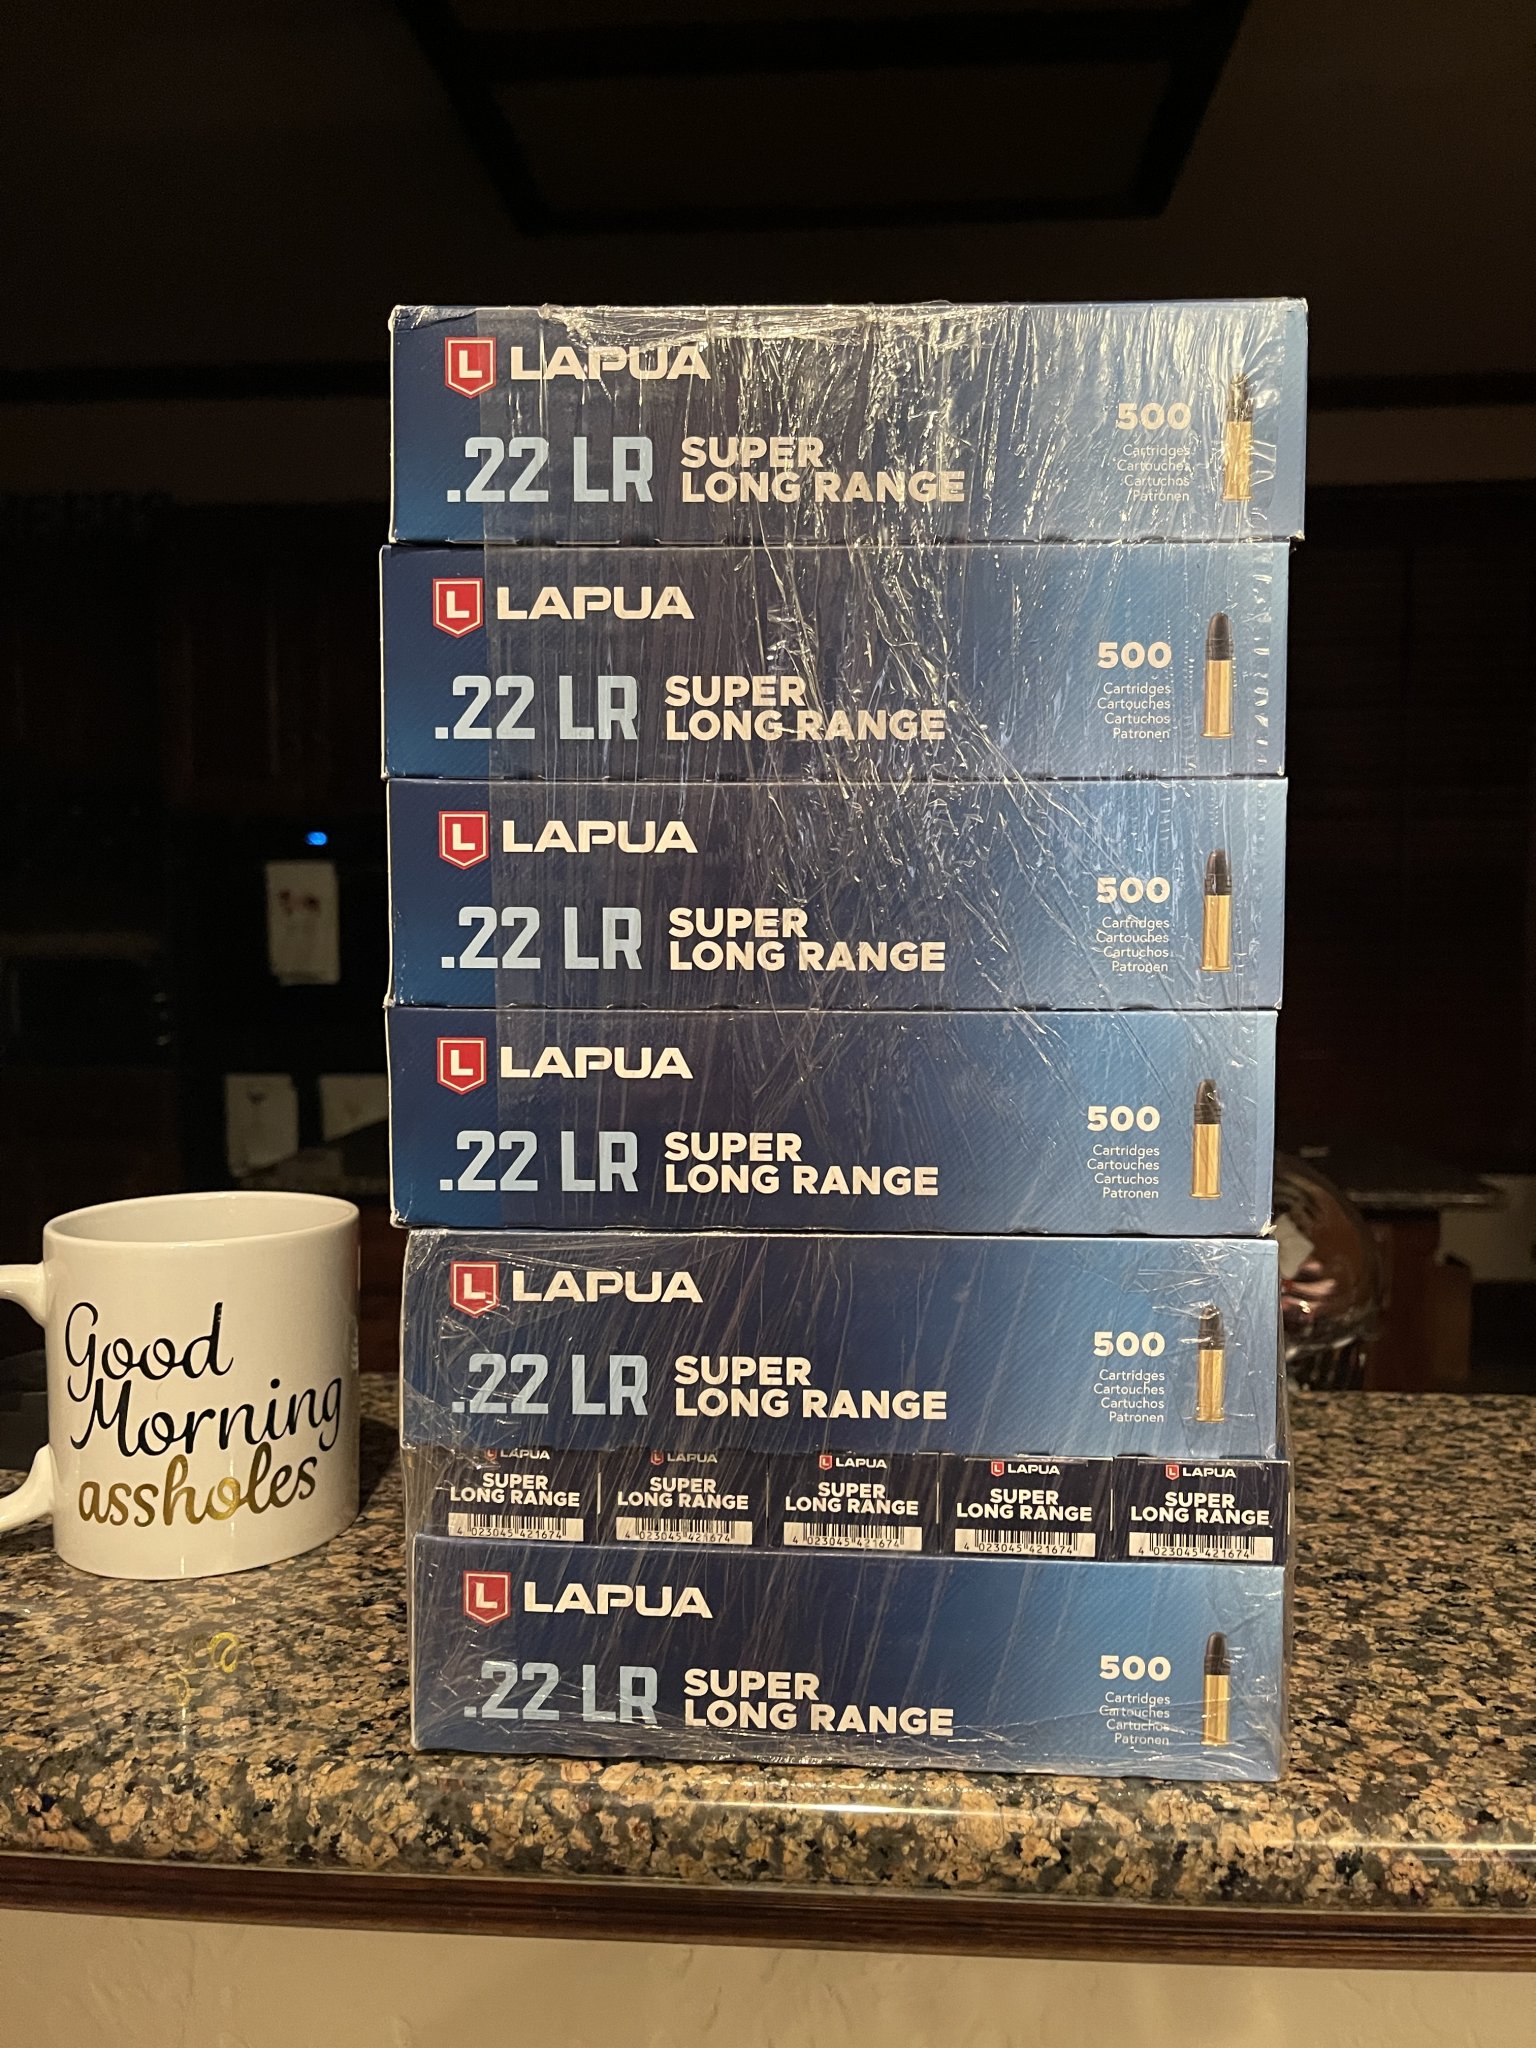 LAPUA
.22 LR SUPER
LONG RANGE
500
Cartridges
Cartouches
Cartuchos
Patronen
LAPUA
.22 LR SUPER
LONG RANGE
500
Cartridges
Cartouches
Cartuchos
Patronen
LAPUA
.22 LR SUPER
LONG RANGE
500
Cartridges
Cartouches
Cartuchos
Patronen
LAPUA
.22 LR SUPER
LONG RANGE
500
Cartridges
Cartouches
Cartuchos
Patronen
Good
Morning
assholes
LAPUA
.22 LR SUPER
LONG RANGE
500
Cartridges
Cartouches
Cartuchos
Patronen
LAPUA
SUPER
LONG RANGE
4 023045 421674
LAPUA
SUPER
LONG RANGE
4 023045 421674
LAPUA
SUPER
LONG RANGE
4 023045 421674
LAPUA
SUPER
LONG RANGE
4 023045 421674
LAPUA
SUPER
LONG RANGE
4 023045 421674
LAPUA
.22 LR SUPER
LONG RANGE
500
Cartridges
Cartouches
Cartuchos
Patronen